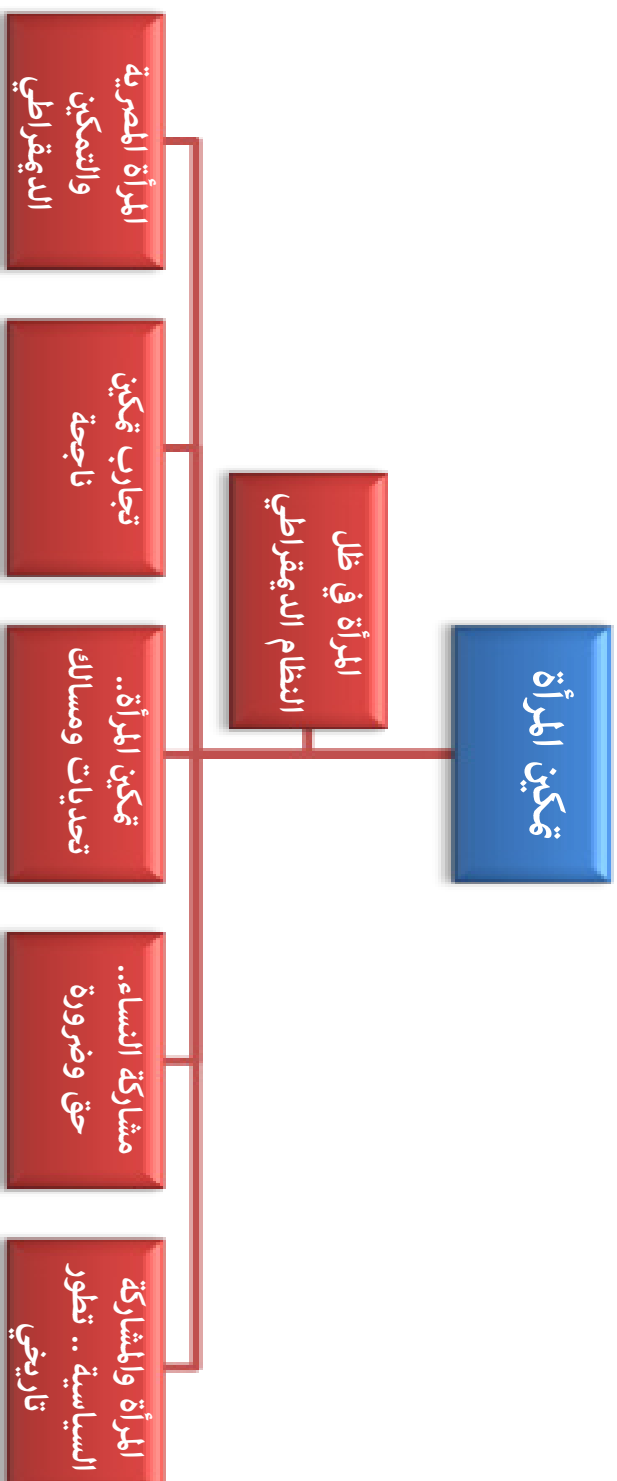 تمكين المرأة
المرأة في ظل
النظام الديمقراطي
المرأة والمشاركة
السياسية .. تطور
تاريخي
مشاركة النساء..
حق وضرورة
تمكين المرأة..
تحديات ومسالك
تجارب تمكين
ناجحة
المرأة المصرية
والتمكين
الديمقراطي